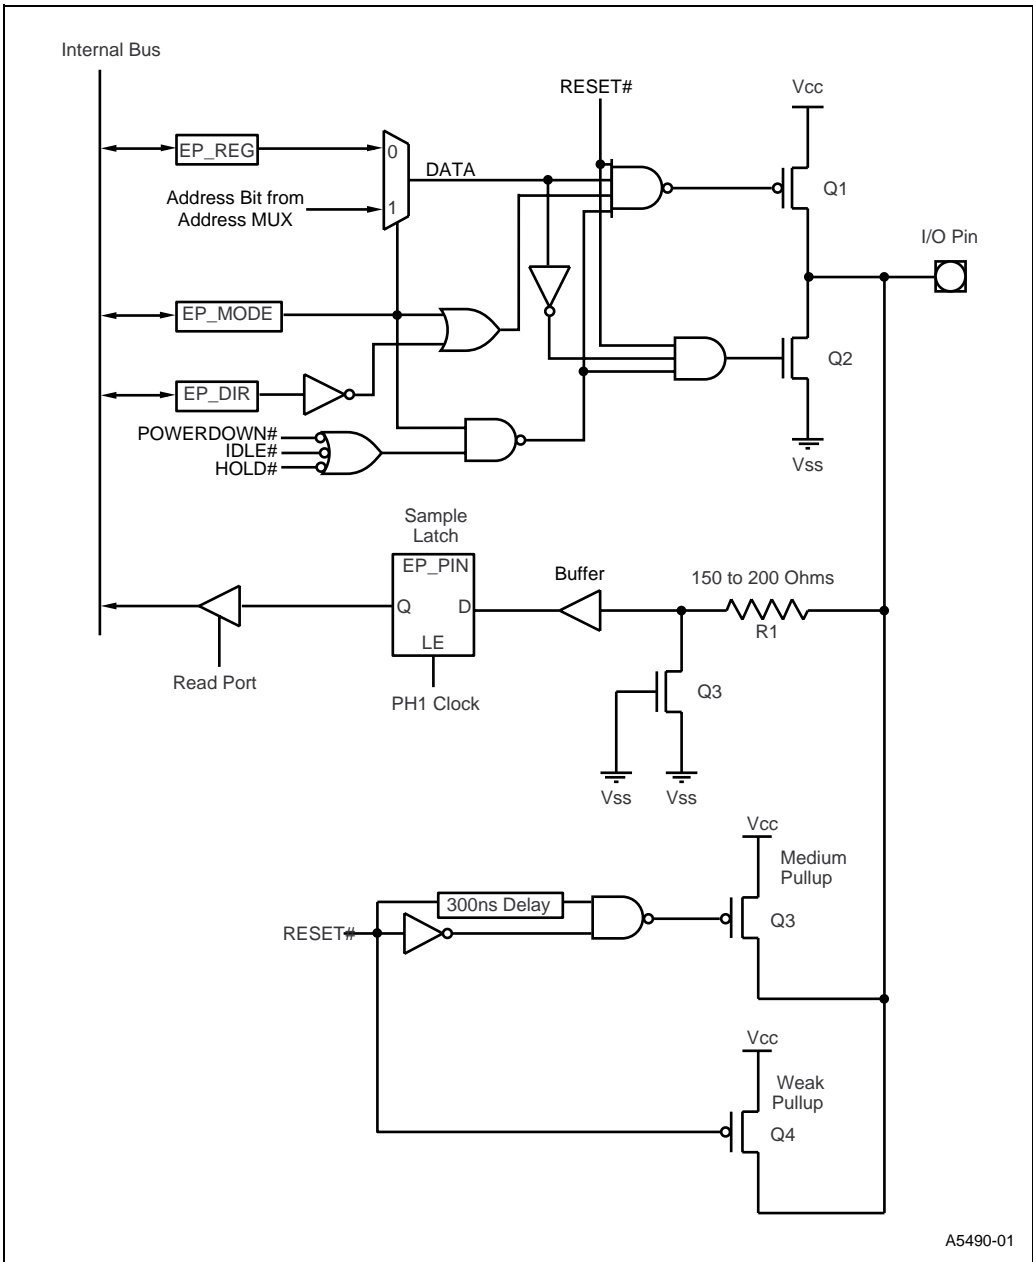 Internal Bus
RESET#
Vcc
EP_REG
0
DATA
Q1
Address Bit from
Address MUX
1
I/O Pin
EP_MODE
Q2
EP_DIR
POWERDOWN#
IDLE#
HOLD#
Vss
Sample
Latch
EP_PIN
Buffer
150 to 200 Ohms
Q
D
R1
LE
Read Port
PH1 Clock
Q3
Vss
Vss
Vcc
Medium
Pullup
300ns Delay
Q3
RESET#
Vcc
Weak
Pullup
Q4
A5490-01